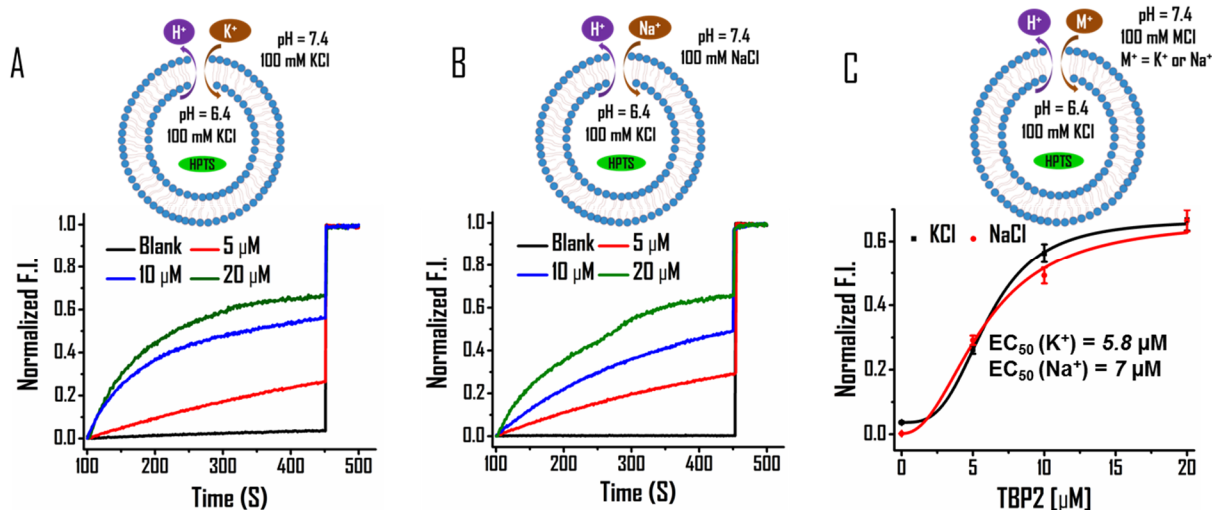 A
H⁺ K⁺
pH = 7.4
100 mM KCl
pH = 6.4
100 mM KCl
HPTS
Normalized F.I.
1.0
0.8
0.6
0.4
0.2
0.0
Blank 5 μM
10 μM 20 μM
100 200 300 400 500
Time (S)
B
H⁺ Na⁺
pH = 7.4
100 mM NaCl
pH = 6.4
100 mM KCl
HPTS
Normalized F.I.
1.0
0.8
0.6
0.4
0.2
0.0
Blank 5 μM
10 μM 20 μM
100 200 300 400 500
Time (S)
C
H⁺ M⁺
pH = 7.4
100 mM MCl
M⁺ = K⁺ or Na⁺
pH = 6.4
100 mM KCl
HPTS
Normalized F.I.
0.6
0.4
0.2
0.0
KCl NaCl
EC₅₀ (K⁺) = 5.8 μM
EC₅₀ (Na⁺) = 7 μM
0 5 10 15 20
TBP2 [μM]